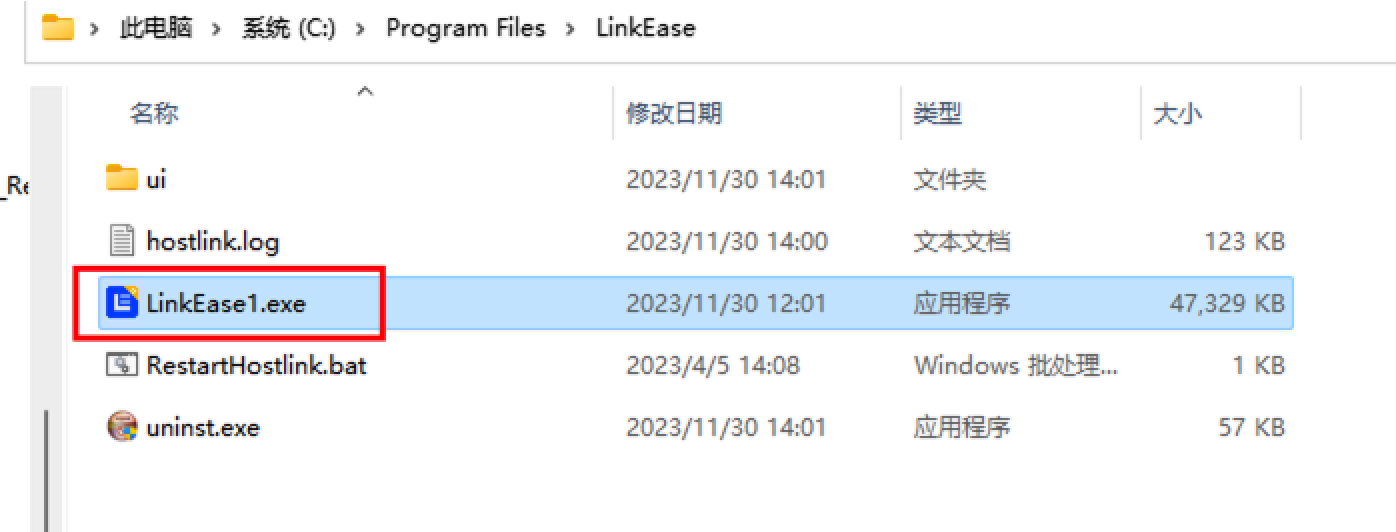 此电脑 > 系统 (C:) > Program Files > LinkEase
名称 修改日期 类型 大小
_Re
ui 2023/11/30 14:01 文件夹
hostlink.log 2023/11/30 14:00 文本文档 123 KB
LinkEase1.exe 2023/11/30 12:01 应用程序 47,329 KB
RestartHostlink.bat 2023/4/5 14:08 Windows 批处理... 1 KB
uninst.exe 2023/11/30 14:01 应用程序 57 KB